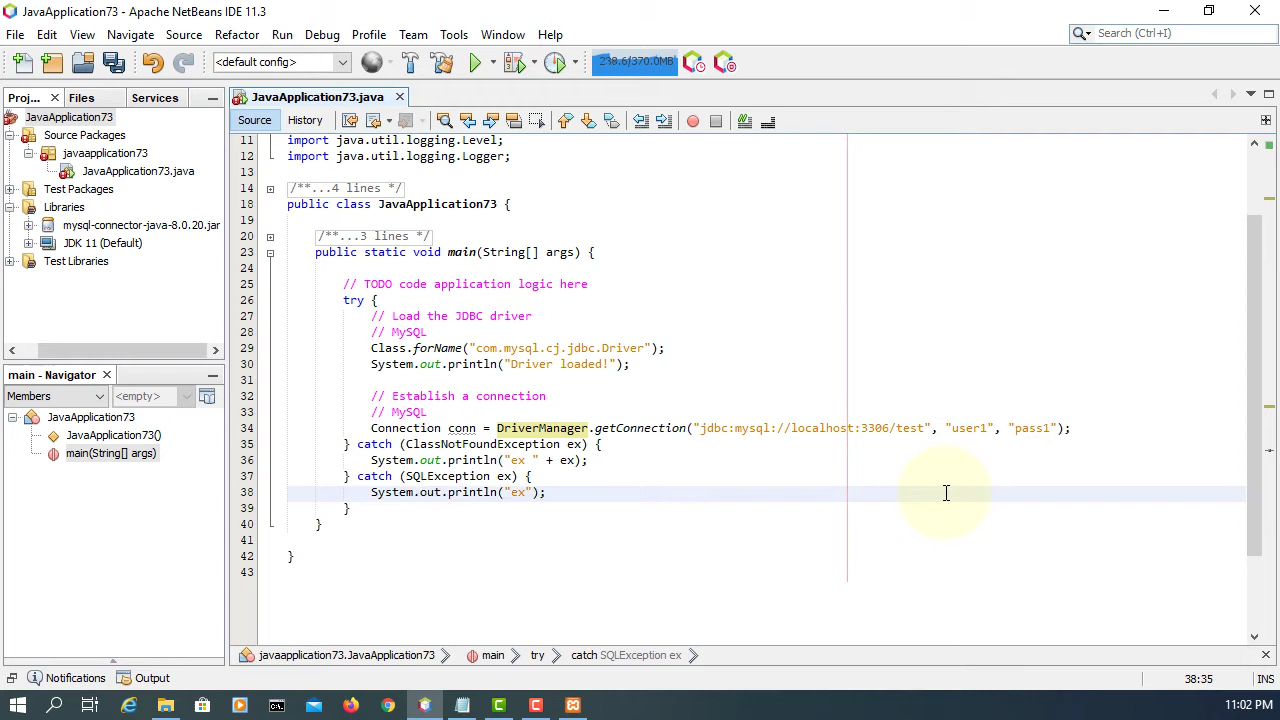 JavaApplication73 - Apache NetBeans IDE 11.3
File Edit View Navigate Source Refactor Run Debug Profile Team Tools Window Help
Search (Ctrl+I)
<default config>
238.6/370.0MB
Proj... Files Services
JavaApplication73.java
JavaApplication73
Source Packages
javaapplication73
JavaApplication73.java
Test Packages
Libraries
mysql-connector-java-8.0.20.jar
JDK 11 (Default)
Test Libraries
Source History
11 import java.util.logging.Level;
12 import java.util.logging.Logger;
13
14 /**...4 lines */
18 public class JavaApplication73 {
19
20 /**...3 lines */
23 public static void main(String[] args) {
24
25 // TODO code application logic here
26 try {
27 // Load the JDBC driver
28 // MySQL
29 Class.forName("com.mysql.cj.jdbc.Driver");
30 System.out.println("Driver loaded!");
31
32 // Establish a connection
33 // MySQL
34 Connection conn = DriverManager.getConnection("jdbc:mysql://localhost:3306/test", "user1", "pass1");
35 } catch (ClassNotFoundException ex) {
36 System.out.println("ex " + ex);
37 } catch (SQLException ex) {
38 System.out.println("ex");
39 }
40 }
41
42 }
43
main - Navigator
Members <empty>
JavaApplication73
JavaApplication73()
main(String[] args)
javaapplication73.JavaApplication73 main try catch SQLException ex
Notifications Output
38:35 INS
11:02 PM